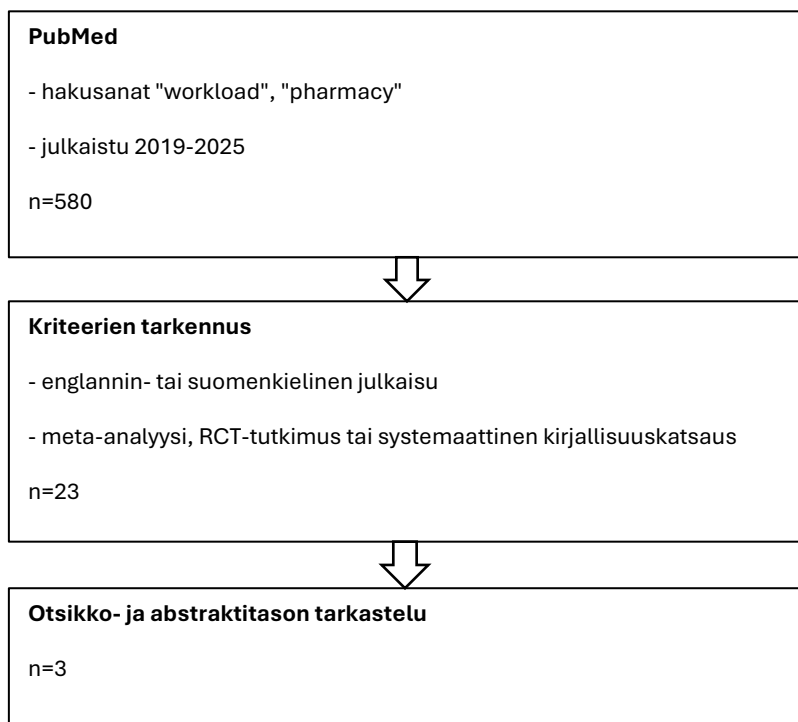 PubMed
- hakusanat "workload", "pharmacy"
- julkaistu 2019-2025
n=580
Kriteerien tarkennus
- englannin- tai suomenkielinen julkaisu
- meta-analyysi, RCT-tutkimus tai systemaattinen kirjallisuuskatsaus
n=23
Otsikko- ja abstraktitason tarkastelu
n=3